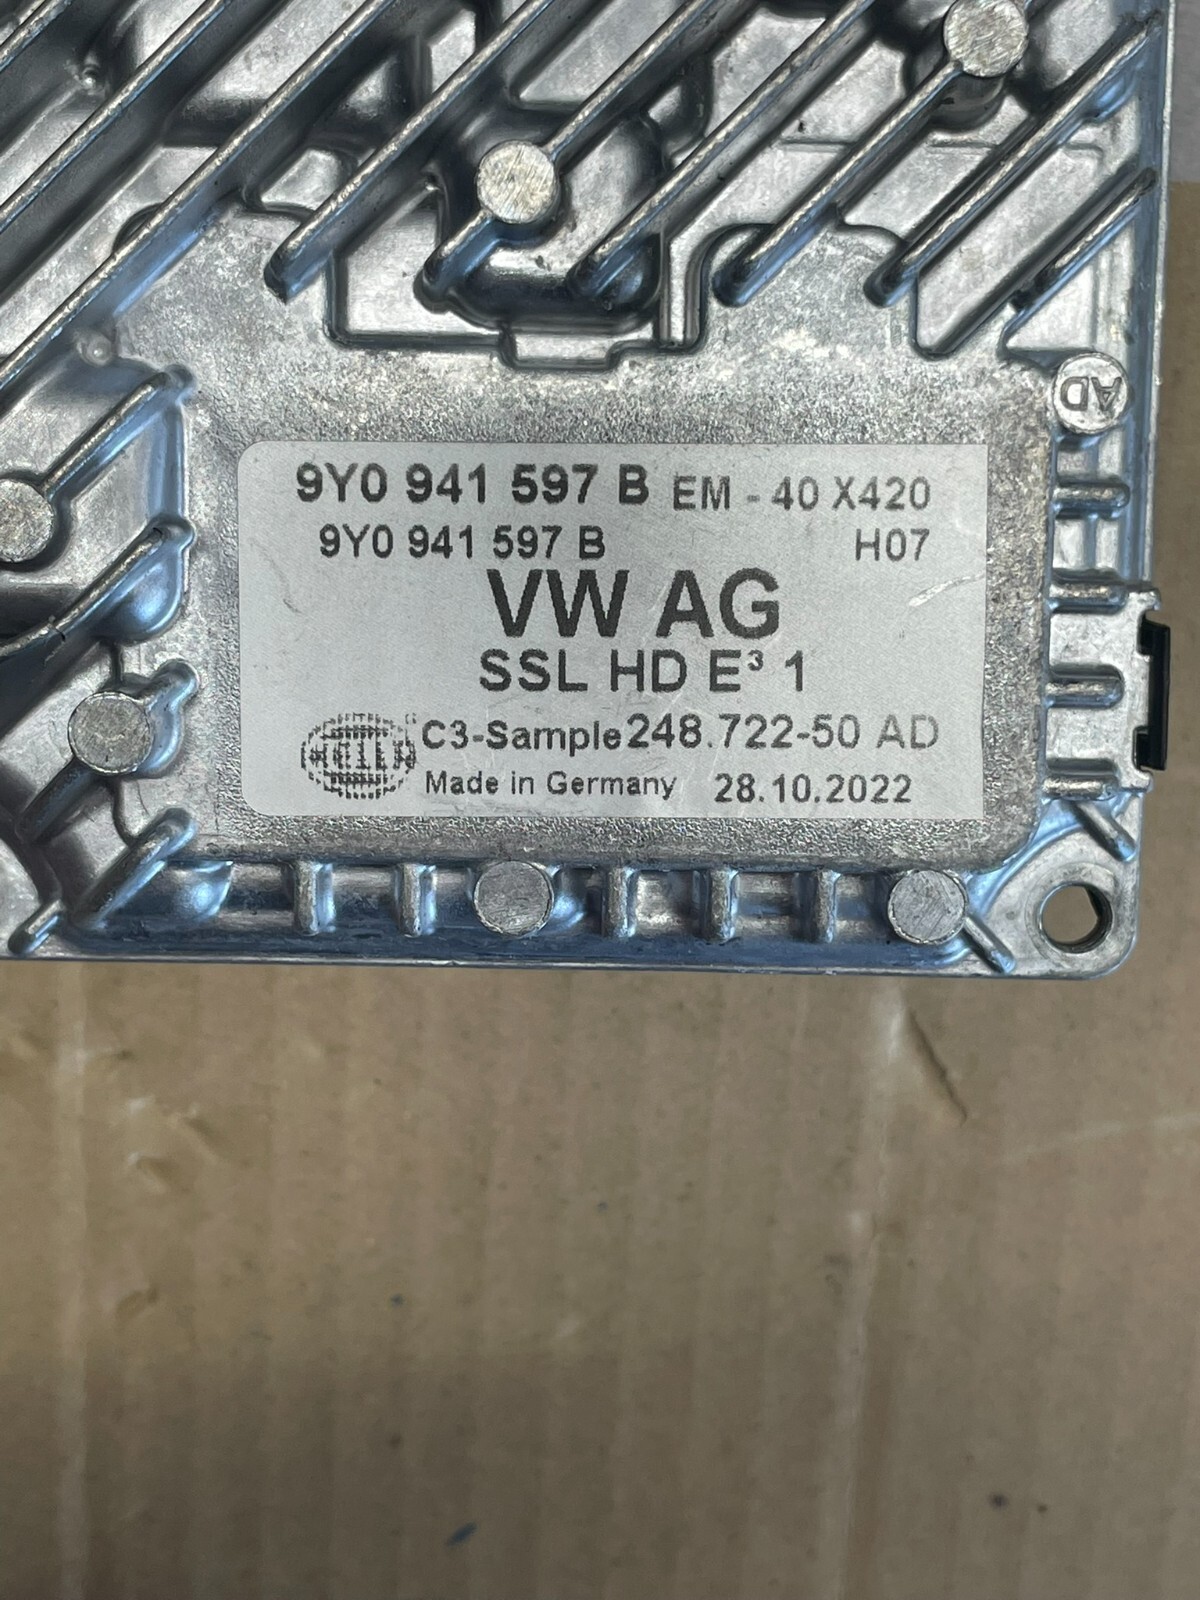 AD
9Y0 941 597 B EM - 40 X420
9Y0 941 597 B H07
VW AG
SSL HD E³ 1
HELLA C3-Sample 248.722-50 AD
Made in Germany 28.10.2022